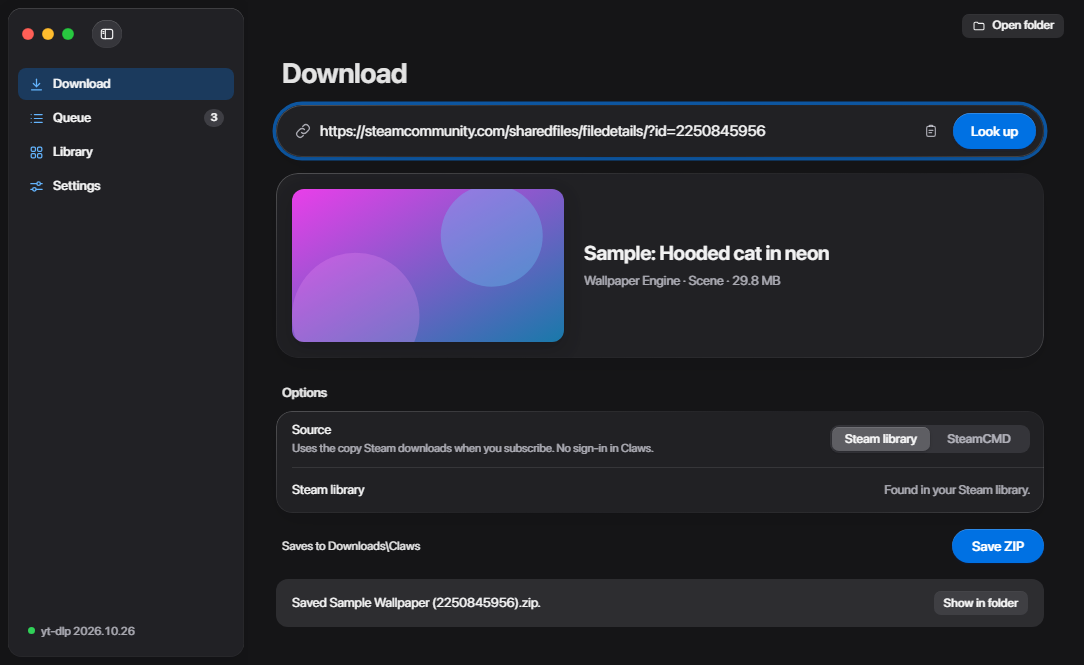 Open folder
Download
Queue
3
Library
Settings
Download
https://steamcommunity.com/sharedfiles/filedetails/?id=2250845956
Look up
Sample: Hooded cat in neon
Wallpaper Engine · Scene · 29.8 MB
Options
Source
Uses the copy Steam downloads when you subscribe. No sign-in in Claws.
Steam library
SteamCMD
Steam library
Found in your Steam library.
Saves to Downloads\Claws
Save ZIP
Saved Sample Wallpaper (2250845956).zip.
Show in folder
yt-dlp 2026.10.26